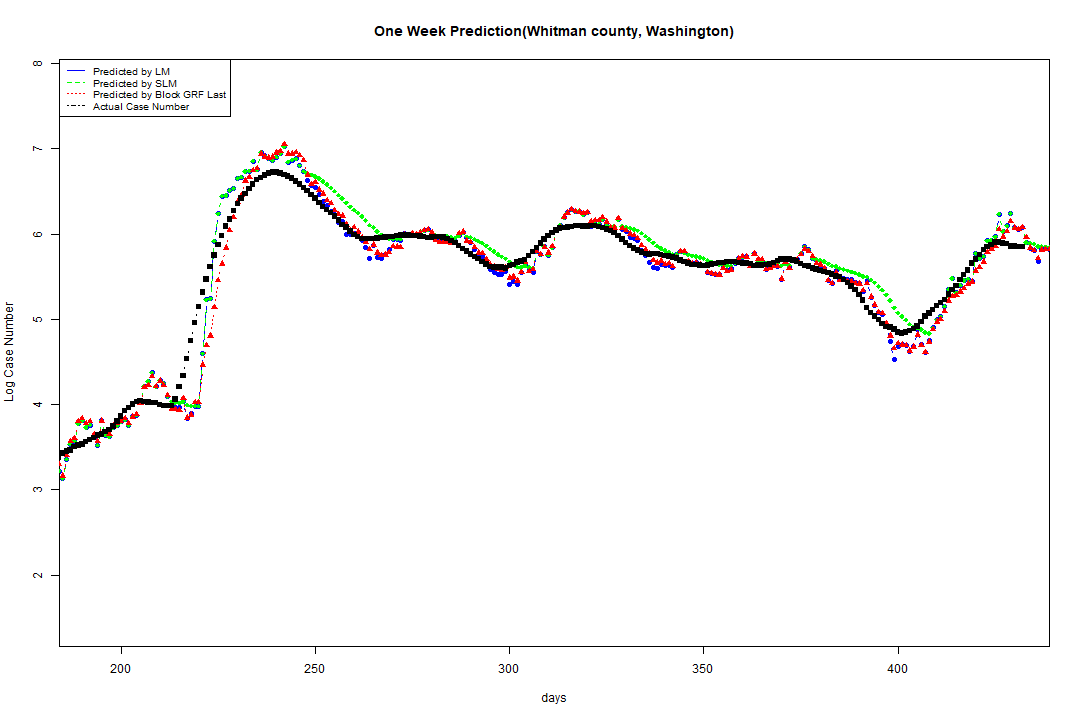 One Week Prediction(Whitman county, Washington)
Predicted by LM
Predicted by SLM
Predicted by Block GRF Last
Actual Case Number
8
7
6
5
4
3
2
Log Case Number
200 250 300 350 400
days